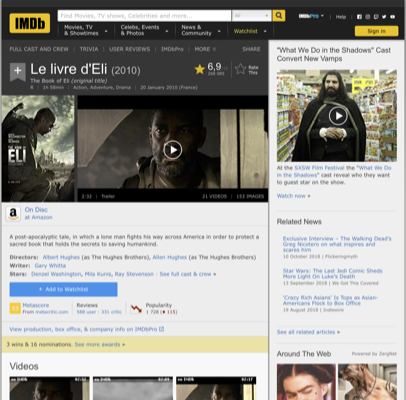 IMDb
Find Movies, TV shows, Celebrities and more...
All
IMDbPro
Help
Movies, TV
& Showtimes
Celebs, Events
& Photos
News &
Community
Watchlist
Sign in
FULL CAST AND CREW | TRIVIA | USER REVIEWS | IMDbPro | MORE
SHARE
Le livre d'Eli (2010)
The Book of Eli (original title)
R | 1h 58min | Action, Adventure, Drama | 20 January 2010 (France)
6,9
Rate
This
ELI
2:32 | Trailer
21 VIDEOS | 153 IMAGES
On Disc
at Amazon
A post-apocalyptic tale, in which a lone man fights his way across America in order to protect a
sacred book that holds the secrets to saving humankind.
Directors: Albert Hughes (as The Hughes Brothers), Allen Hughes (as The Hughes Brothers)
Writer: Gary Whitta
Stars: Denzel Washington, Mila Kunis, Ray Stevenson | See full cast & crew »
+ Add to Watchlist
Metascore
From metacritic.com
Reviews
588 user | 331 critic
Popularity
1 728 ( 115)
View production, box office, & company info on IMDbPro
3 wins & 16 nominations. See more awards »
Videos
"What We Do in the Shadows" Cast
Convert New Vamps
At the SXSW Film Festival the "What We Do
in the Shadows" cast reveal who they want
to guest star on the show.
Watch now »
Related News
Exclusive Interview – The Walking Dead's
Greg Nicotero on what inspires and
scares him
10 October 2018 | Flickeringmyth
Star Wars: The Last Jedi Comic Sheds
More Light On Luke's Death
13 September 2018 | We Got This Covered
'Crazy Rich Asians' Is Tops as Asian-
Americans Flock to Box Office
19 August 2018 | Indiewire
See all related articles »
Around The Web
Powered by ZergNet